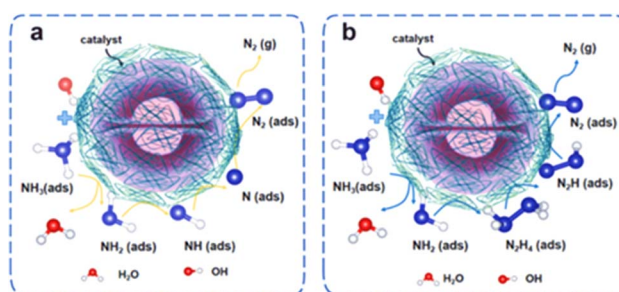 a
catalyst
N₂ (g)
N₂ (ads)
N (ads)
NH₃(ads)
NH₂ (ads)
NH (ads)
H₂O
OH
b
catalyst
N₂ (g)
N₂ (ads)
N₂H (ads)
NH₃(ads)
NH₂ (ads)
N₂H₄ (ads)
H₂O
OH